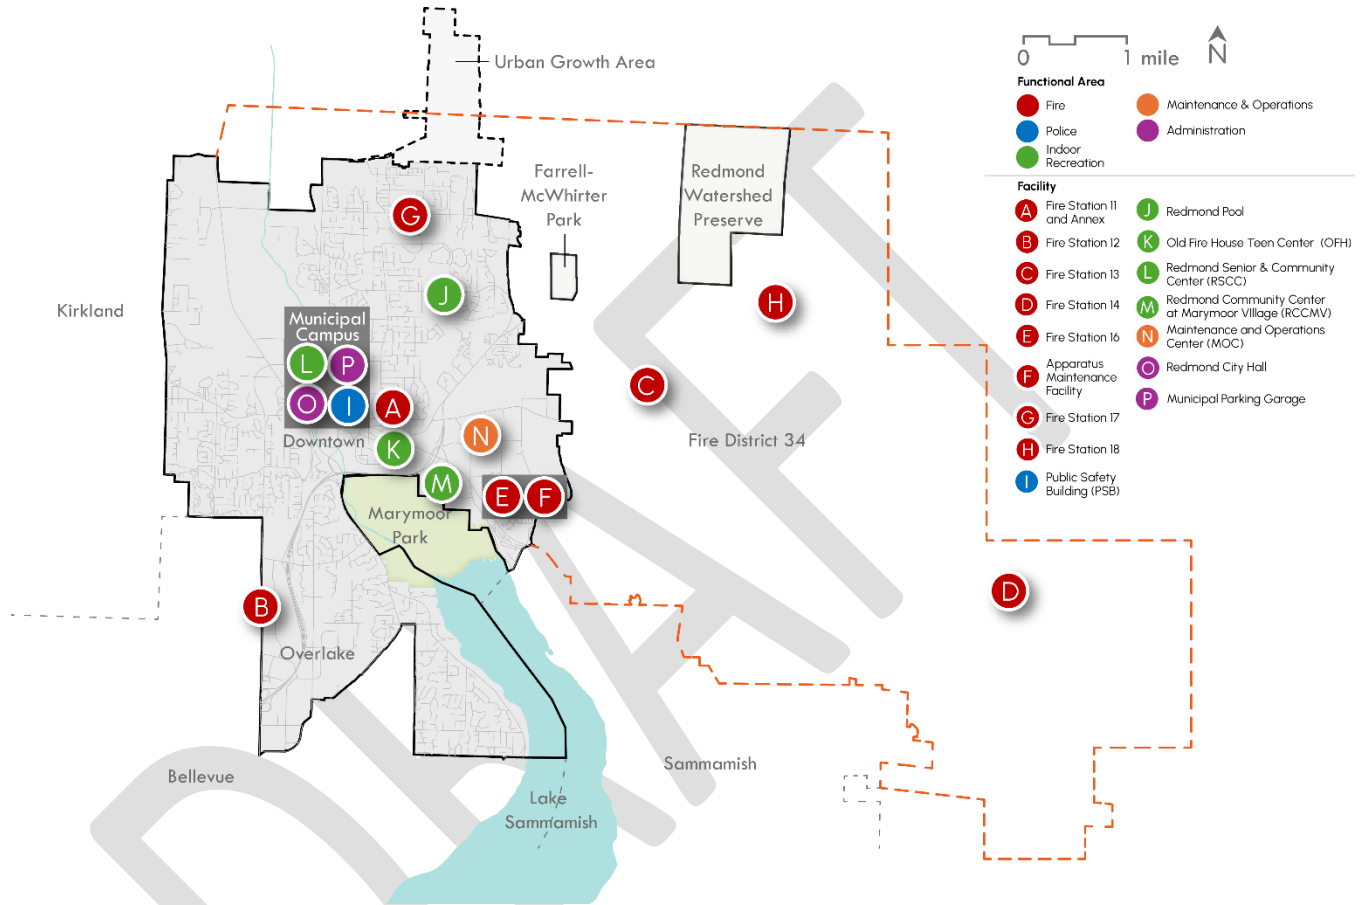 Urban Growth Area
0 1 mile
N
Functional Area
Fire
Police
Indoor
Recreation
Maintenance & Operations
Administration
Facility
A Fire Station 11
and Annex
B Fire Station 12
C Fire Station 13
D Fire Station 14
E Fire Station 16
F Apparatus
Maintenance
Facility
G Fire Station 17
H Fire Station 18
I Public Safety
Building (PSB)
J Redmond Pool
K Old Fire House Teen Center (OFH)
L Redmond Senior & Community
Center (RSCC)
M Redmond Community Center
at Marymoor VIllage (RCCMV)
N Maintenance and Operations
Center (MOC)
O Redmond City Hall
P Municipal Parking Garage
Farrell-
McWhirter
Park
Redmond
Watershed
Preserve
G
J
H
Kirkland
Municipal
Campus
L P
O I
A
C
Downtown
K
N
Fire District 34
M
E F
Marymoor
Park
D
B
Overlake
Bellevue
Sammamish
Lake
Sammamish
DRAFT